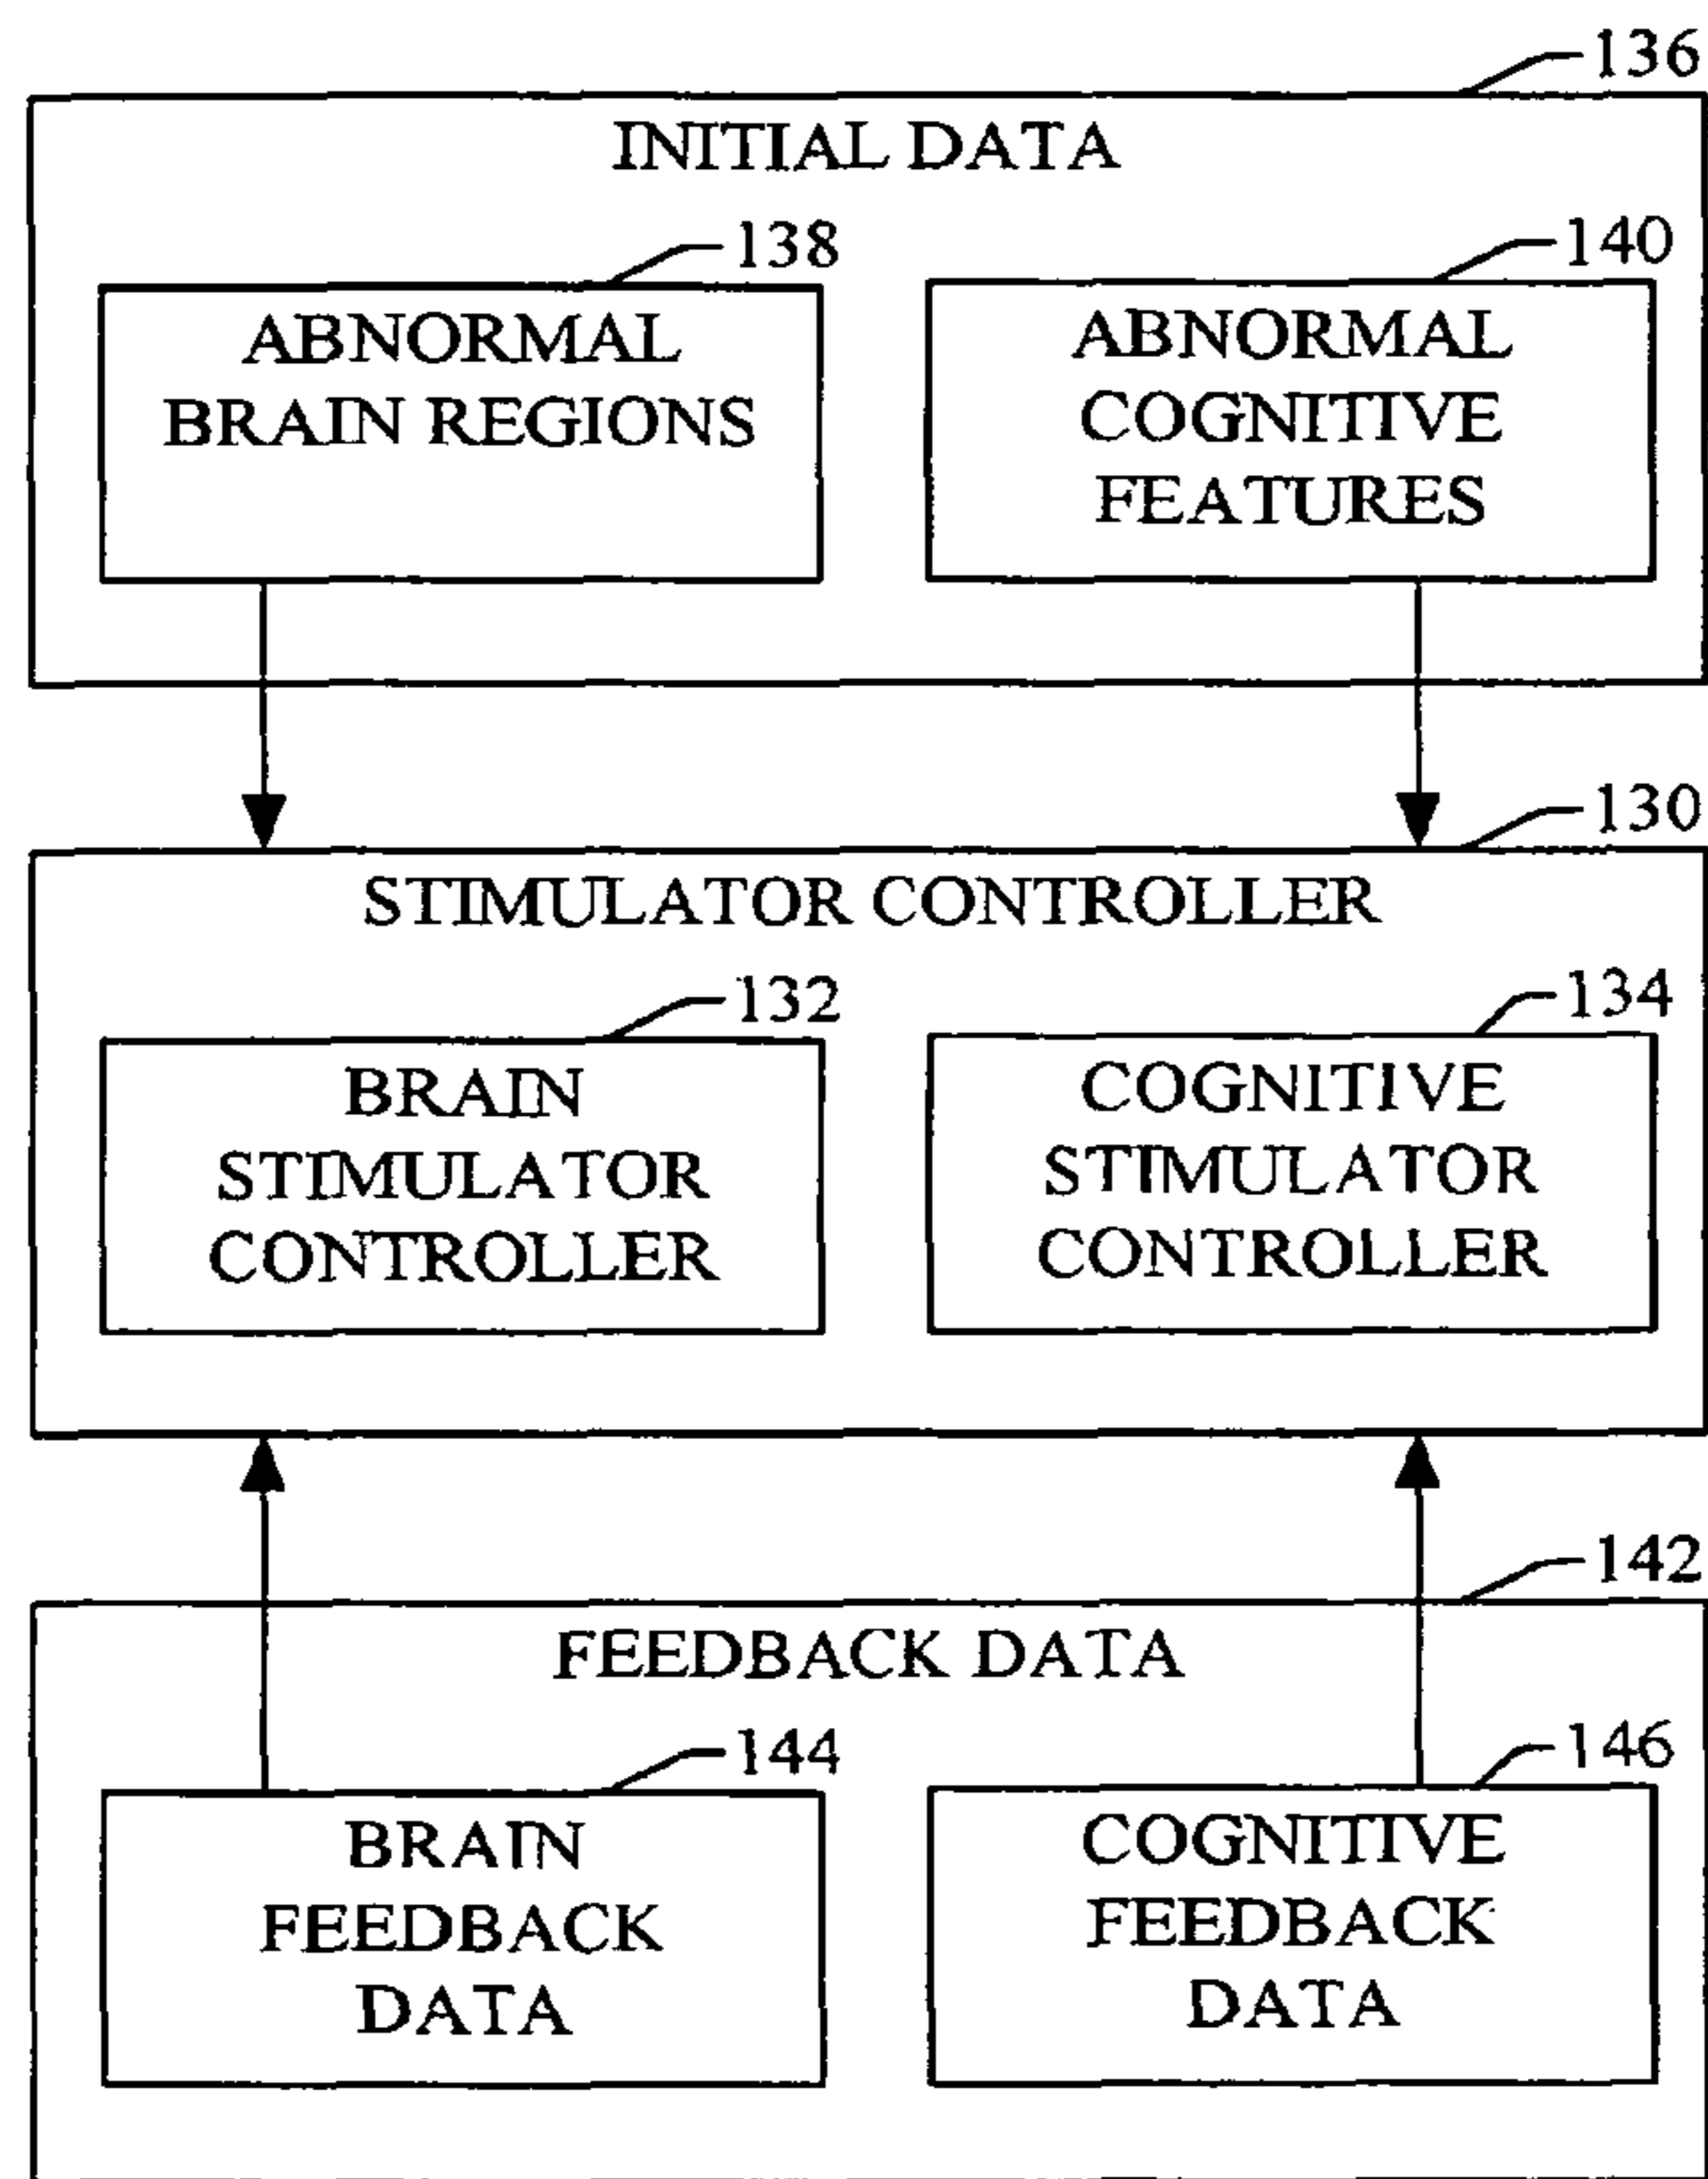 136
INITIAL DATA
138
140
ABNORMAL
BRAIN REGIONS
ABNORMAL
COGNITIVE
FEATURES
130
STIMULATOR CONTROLLER
132
134
BRAIN
STIMULATOR
CONTROLLER
COGNITIVE
STIMULATOR
CONTROLLER
142
FEEDBACK DATA
144
146
BRAIN
FEEDBACK
DATA
COGNITIVE
FEEDBACK
DATA